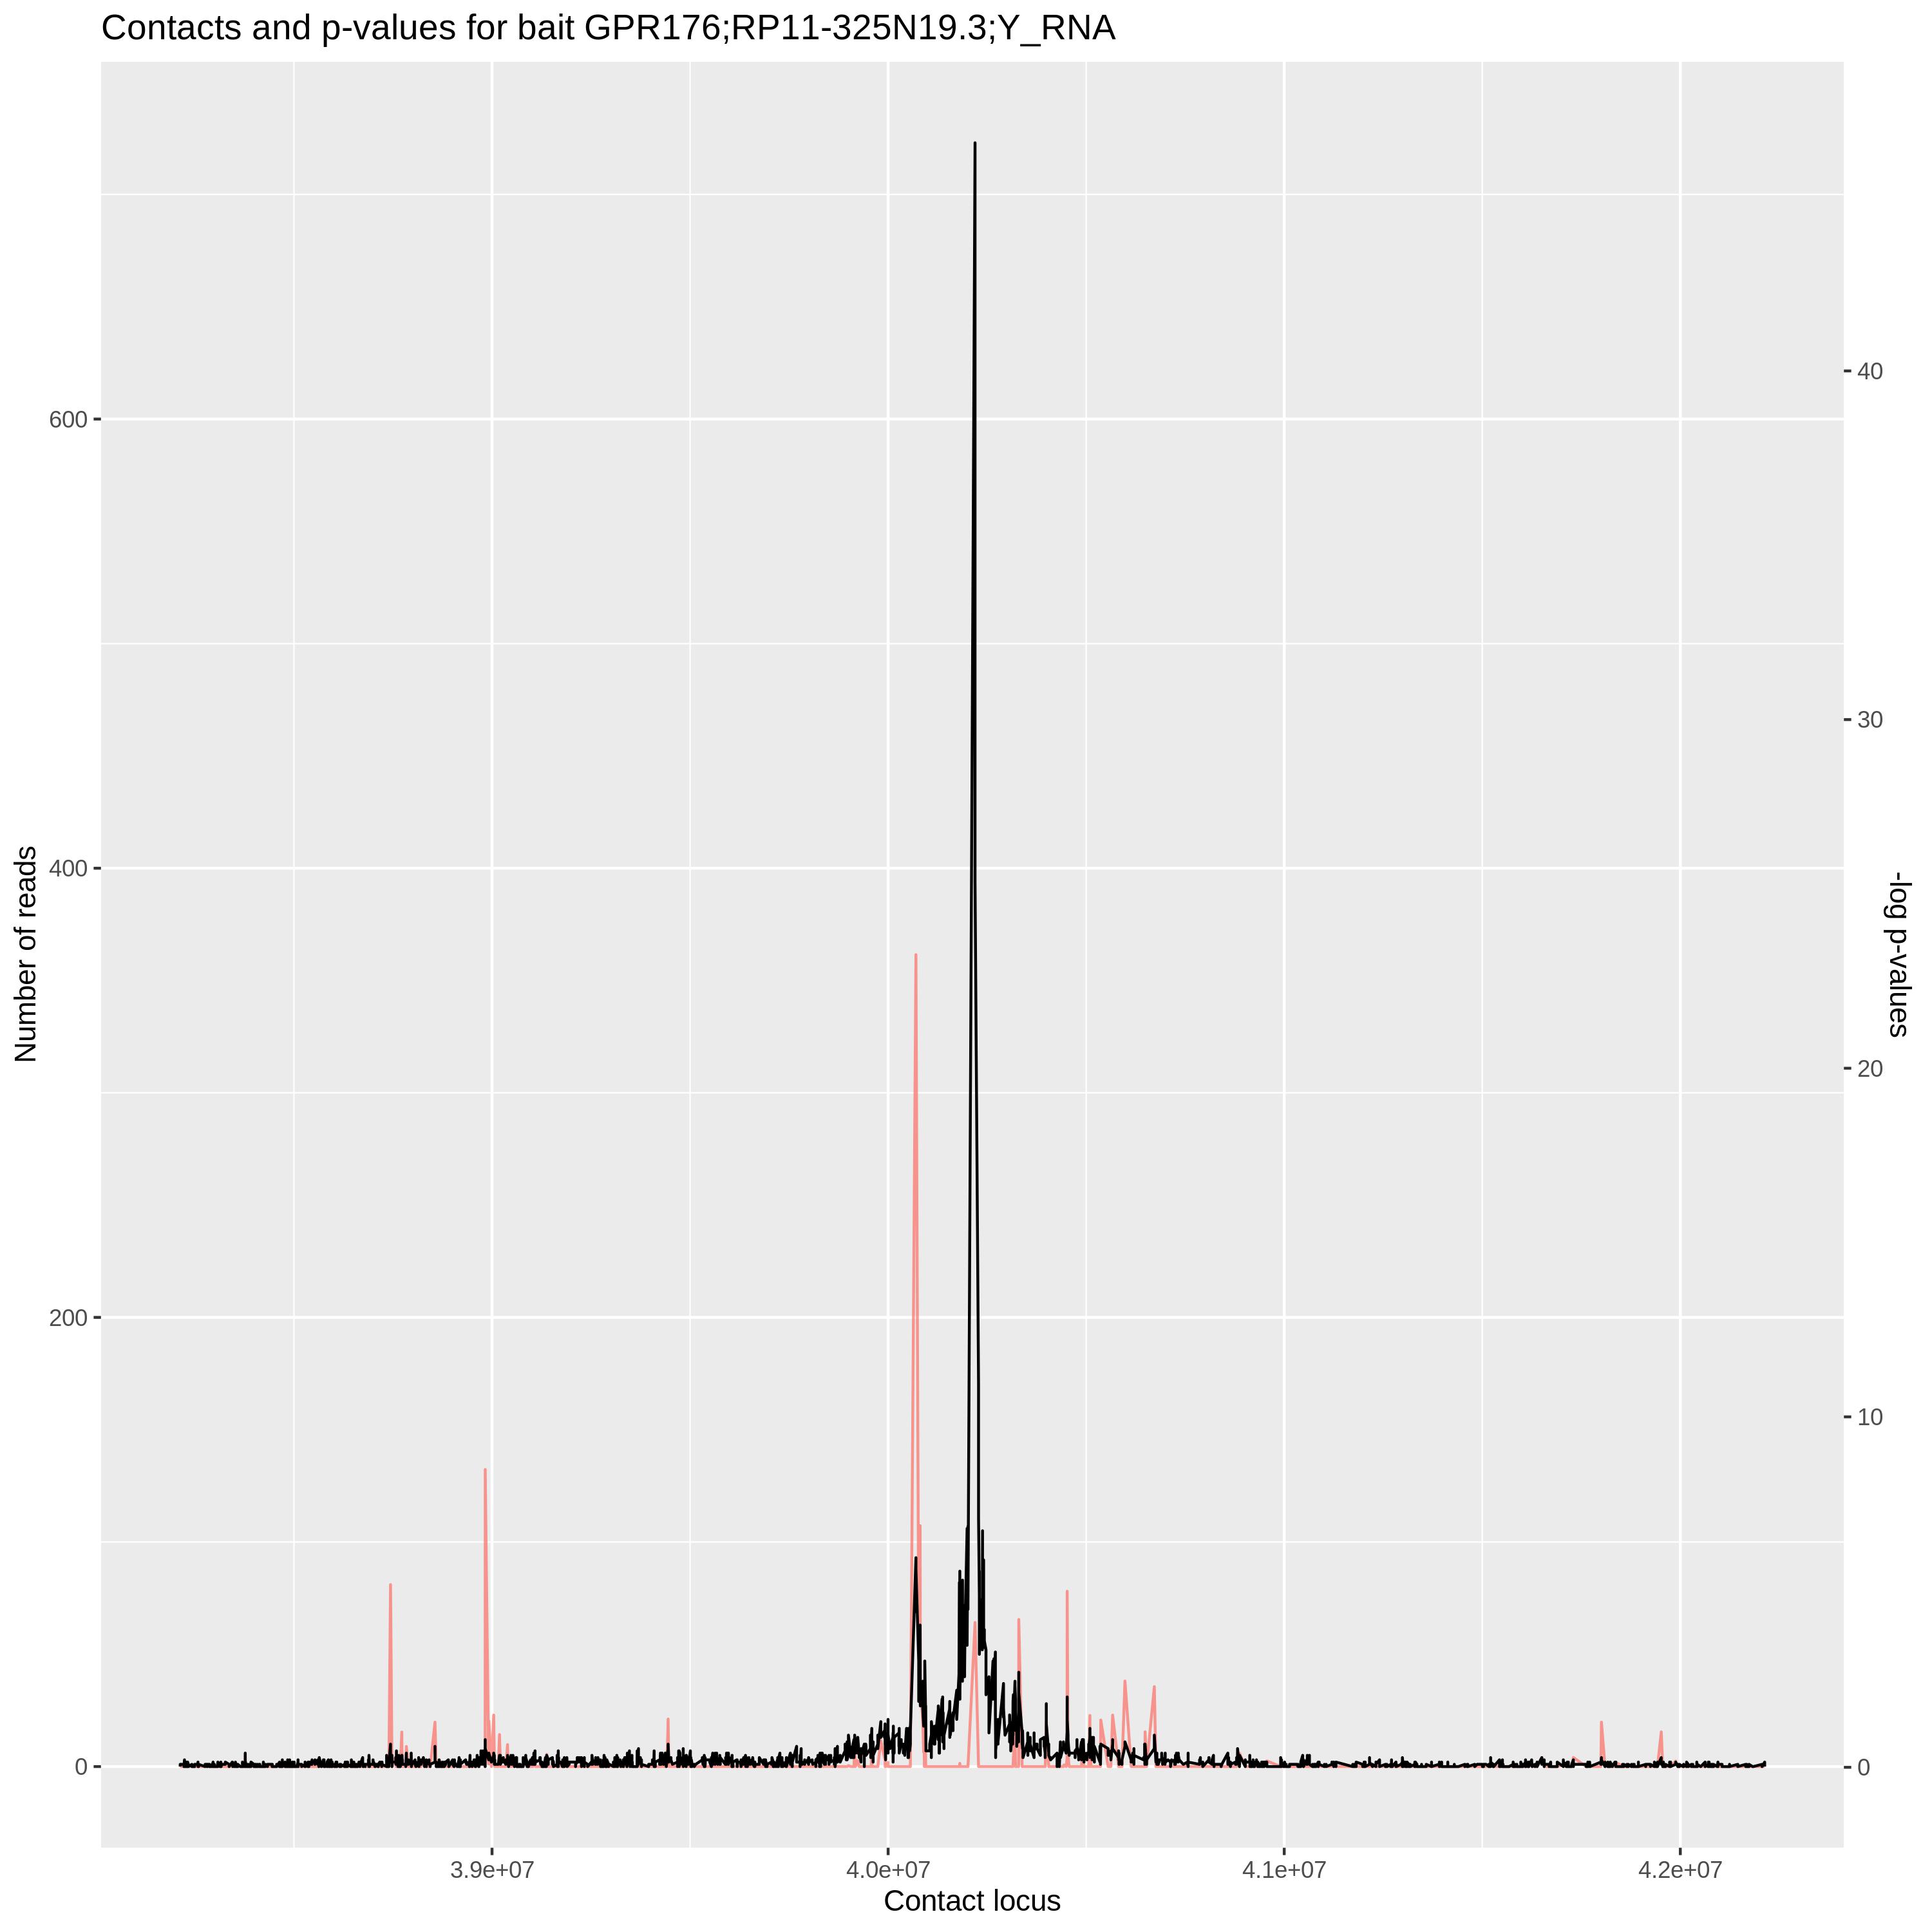 Contacts and p-values for bait GPR176;RP11-325N19.3;Y_RNA
Number of reads
600
400
200
0
-log p-values
40
30
20
10
0
3.9e+07
4.0e+07
4.1e+07
4.2e+07
Contact locus